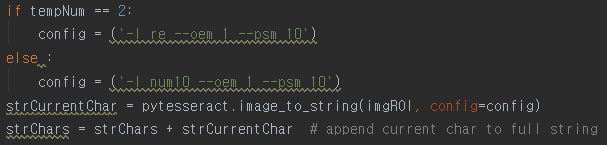 if tempNum == 2:
    config = ('-l re --oem 1 --psm 10')
else :
    config = ('-l num10 --oem 1 --psm 10')
strCurrentChar = pytesseract.image_to_string(imgROI, config=config)
strChars = strChars + strCurrentChar  # append current char to full string